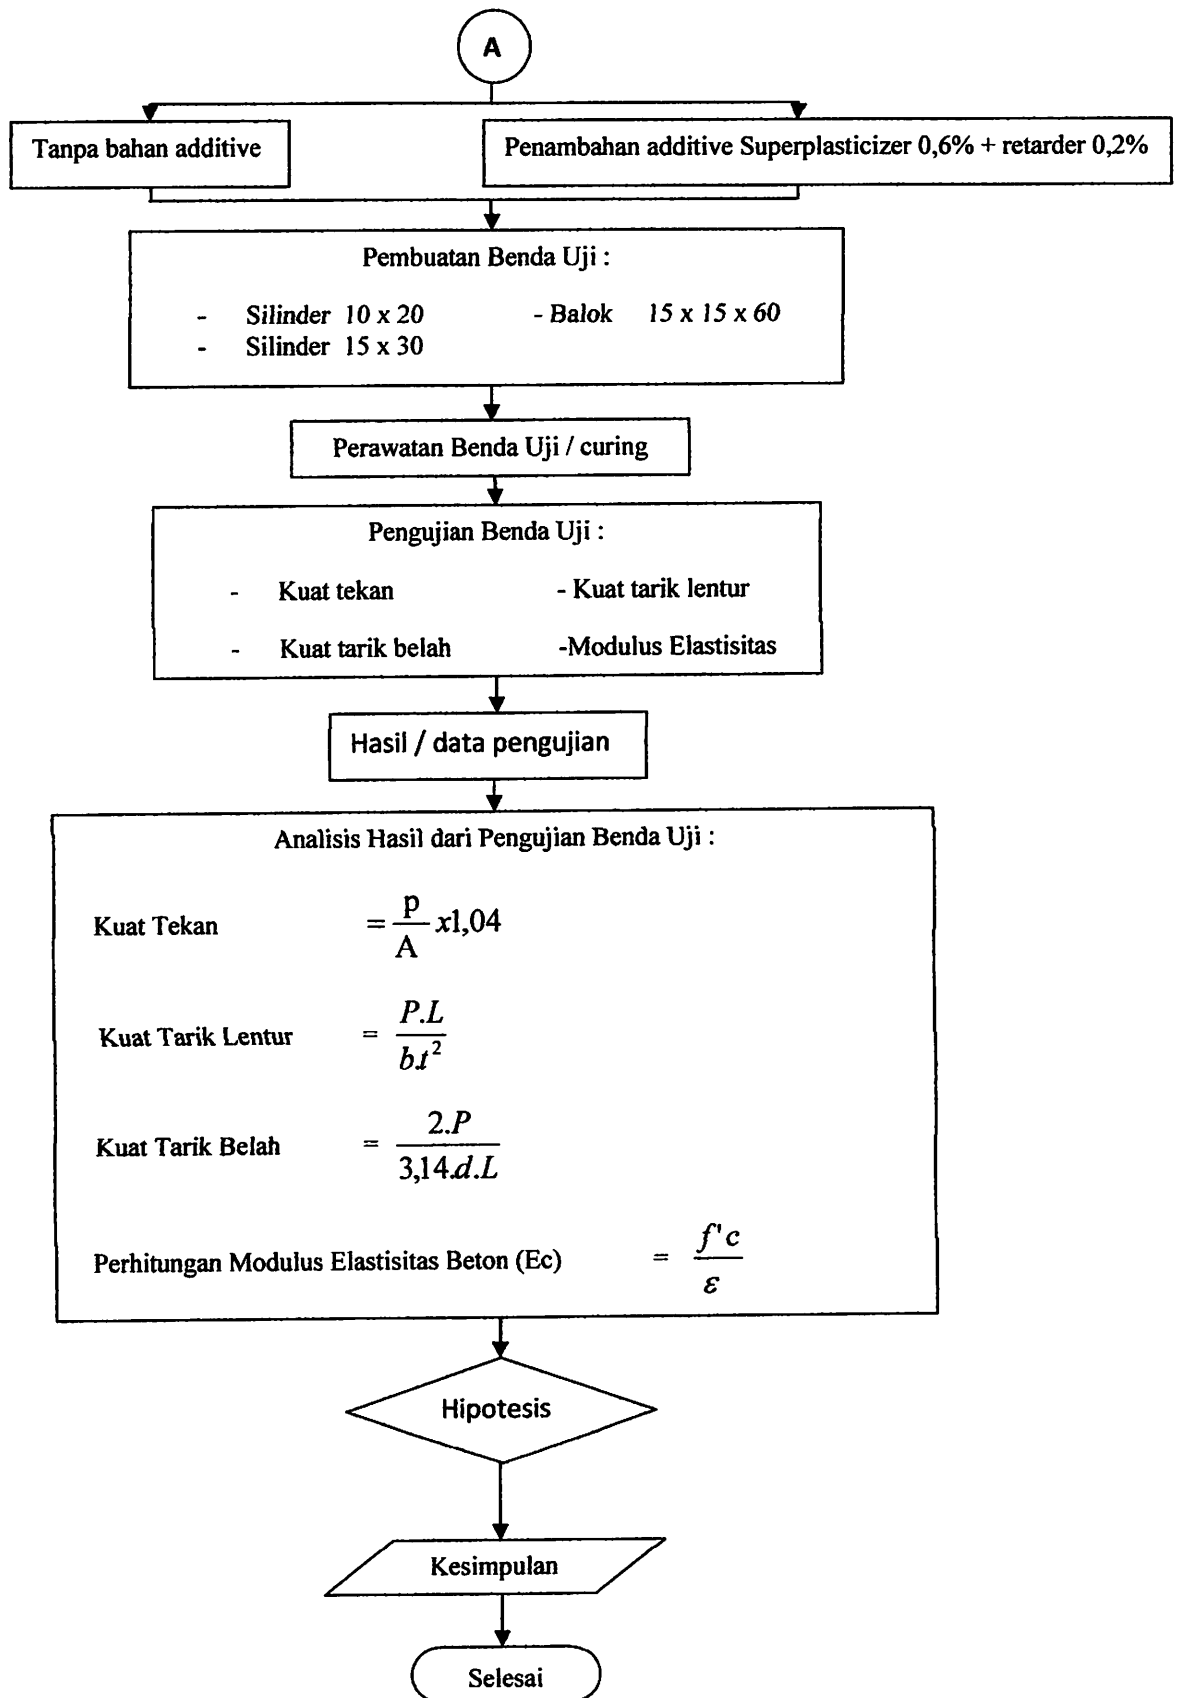 A
Tanpa bahan additive
Penambahan additive Superplasticizer 0,6% + retarder 0,2%
Pembuatan Benda Uji :
- Silinder 10 x 20 - Balok 15 x 15 x 60
- Silinder 15 x 30
Perawatan Benda Uji / curing
Pengujian Benda Uji :
- Kuat tekan - Kuat tarik lentur
- Kuat tarik belah -Modulus Elastisitas
Hasil / data pengujian
Analisis Hasil dari Pengujian Benda Uji :
Kuat Tekan = p/A x1,04
Kuat Tarik Lentur = P.L/b.t²
Kuat Tarik Belah = 2.P/3,14.d.L
Perhitungan Modulus Elastisitas Beton (Ec) = f'c/ε
Hipotesis
Kesimpulan
Selesai